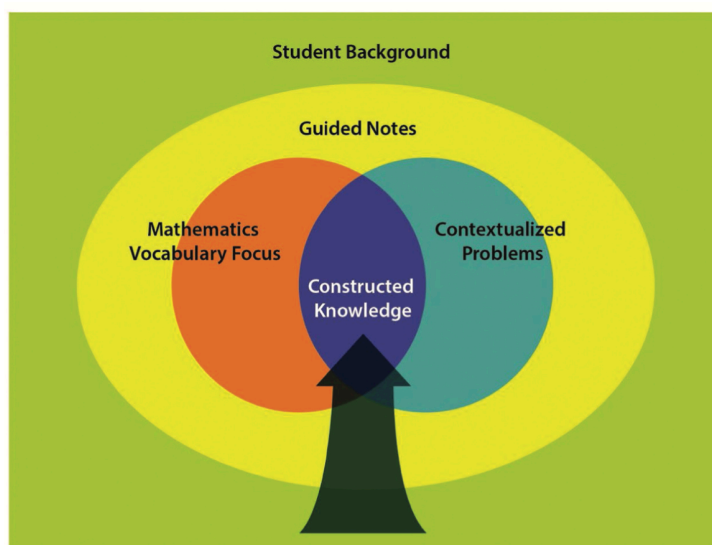 Student Background
Guided Notes
Mathematics
Vocabulary Focus
Contextualized
Problems
Constructed
Knowledge